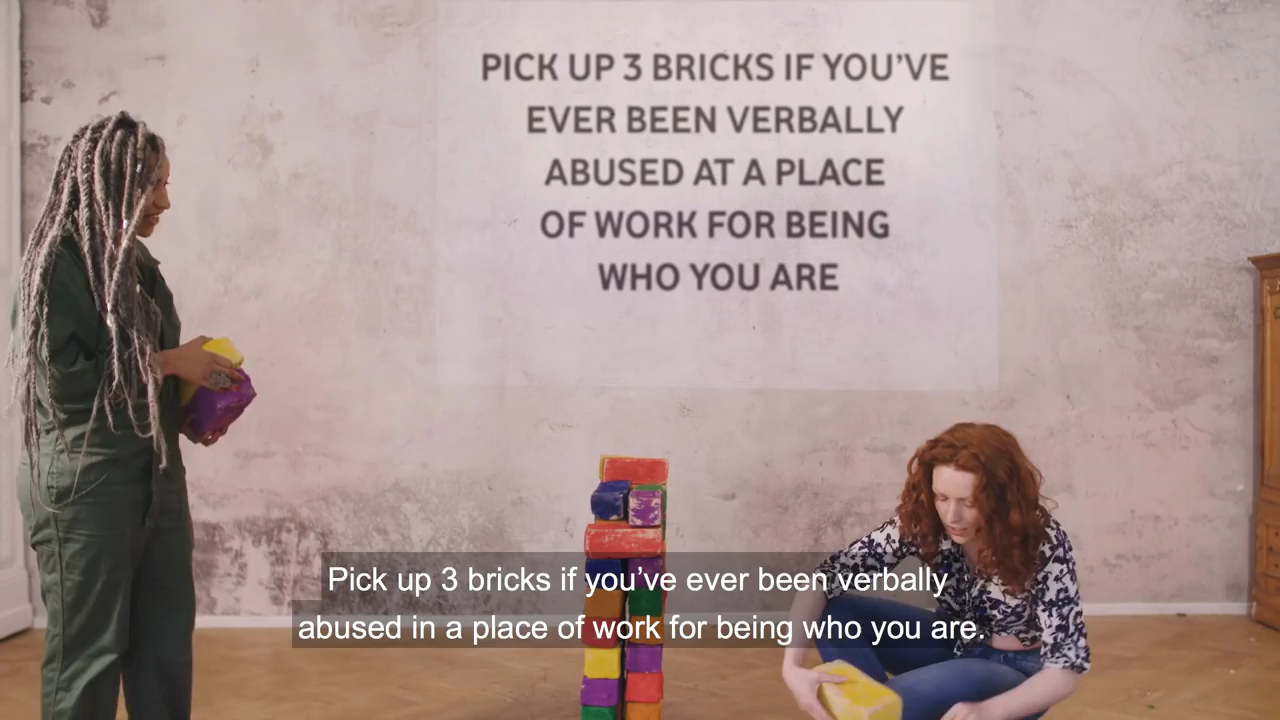 PICK UP 3 BRICKS IF YOU’VE
EVER BEEN VERBALLY
ABUSED AT A PLACE
OF WORK FOR BEING
WHO YOU ARE
Pick up 3 bricks if you’ve ever been verbally
abused in a place of work for being who you are.